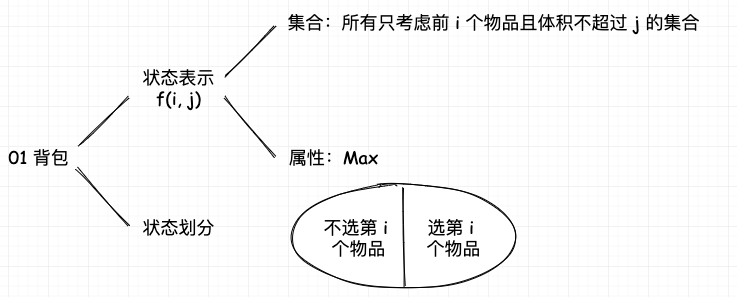 集合：所有只考虑前 i 个物品且体积不超过 j 的集合
状态表示
f(i, j)
01 背包
属性：Max
状态划分
不选第 i
个物品
选第 i
个物品